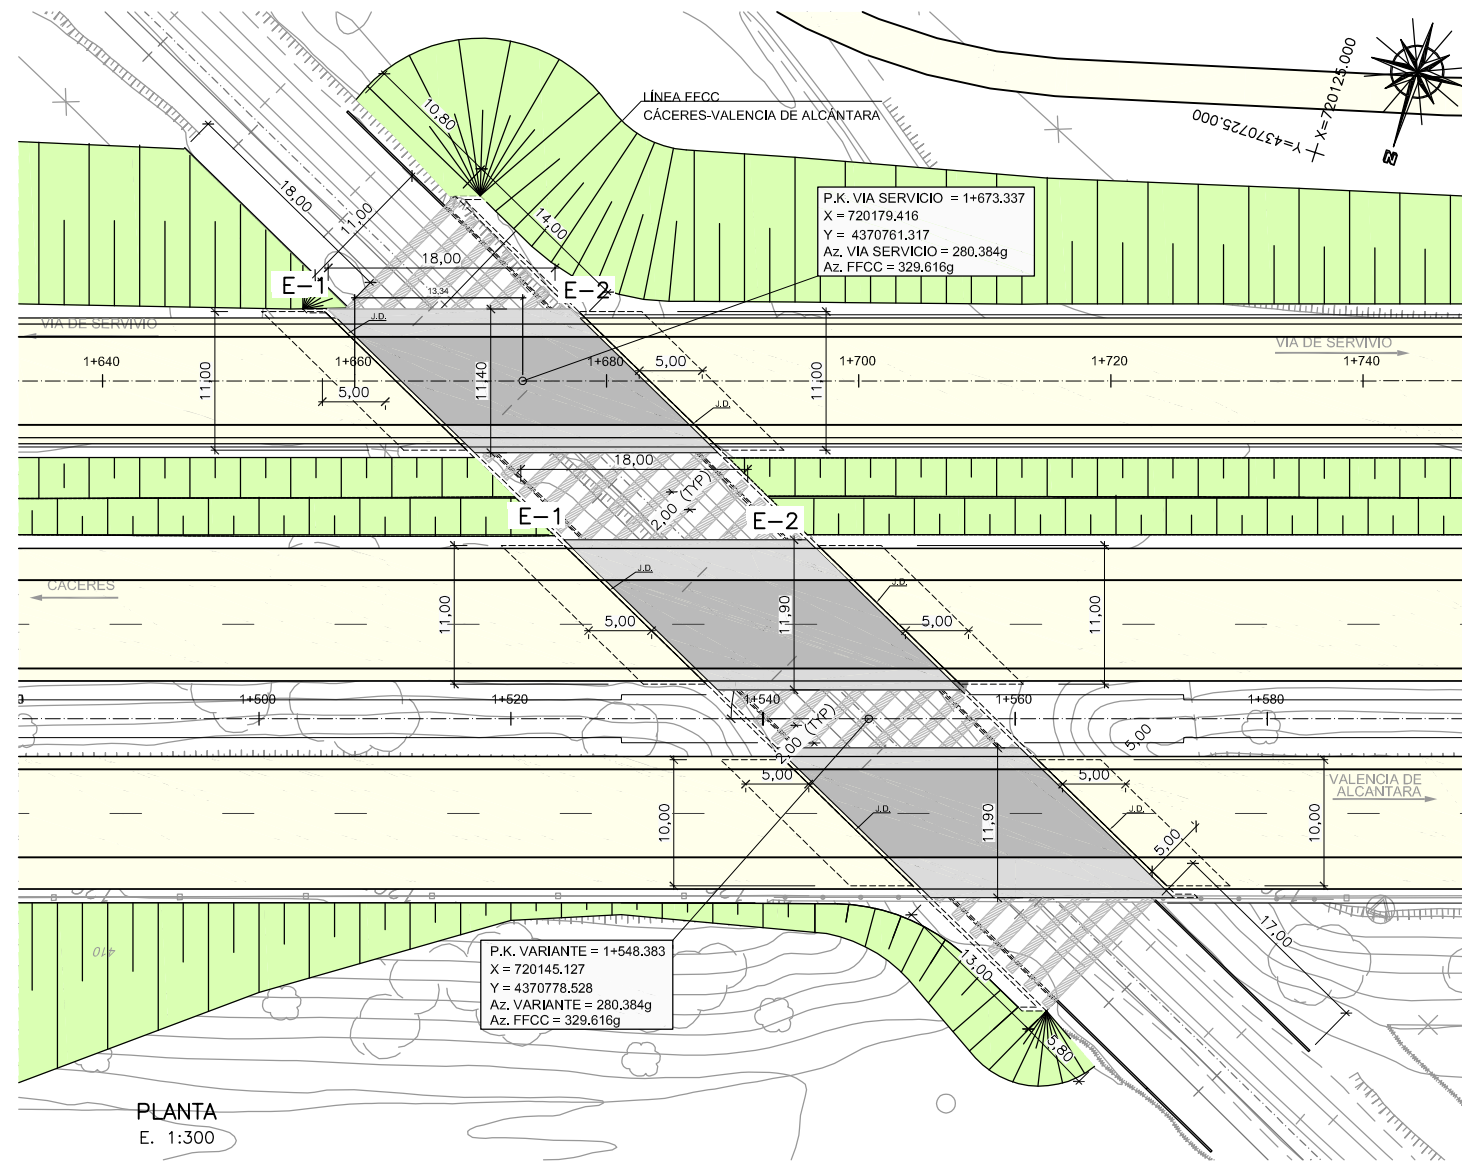 LÍNEA FFCC
CÁCERES-VALENCIA DE ALCÁNTARA
X=720125.000
Y=4370725.000
N
10,80
18,00
11,00
14,00
18,00
13,34
E-1
E-2
P.K. VIA SERVICIO = 1+673.337
X = 720179.416
Y = 4370761.317
Az. VIA SERVICIO = 280.384g
Az. FFCC = 329.616g
VIA DE SERVIVIO
J.D.
VIA DE SERVIVIO
1+640
1+660
1+680
1+700
1+720
1+740
11,00
5,00
11,40
5,00
11,00
J.D.
18,00
2,00 (TYP)
E-1
E-2
CACERES
J.D.
J.D.
11,00
5,00
11,90
5,00
11,00
1+500
1+520
1+540
1+560
1+580
2,00 (TYP)
5,00
5,00
5,00
VALENCIA DE
ALCANTARA
10,00
J.D.
11,90
J.D.
5,00
10,00
17,00
410
13,00
5,80
P.K. VARIANTE = 1+548.383
X = 720145.127
Y = 4370778.528
Az. VARIANTE = 280.384g
Az. FFCC = 329.616g
PLANTA
E. 1:300